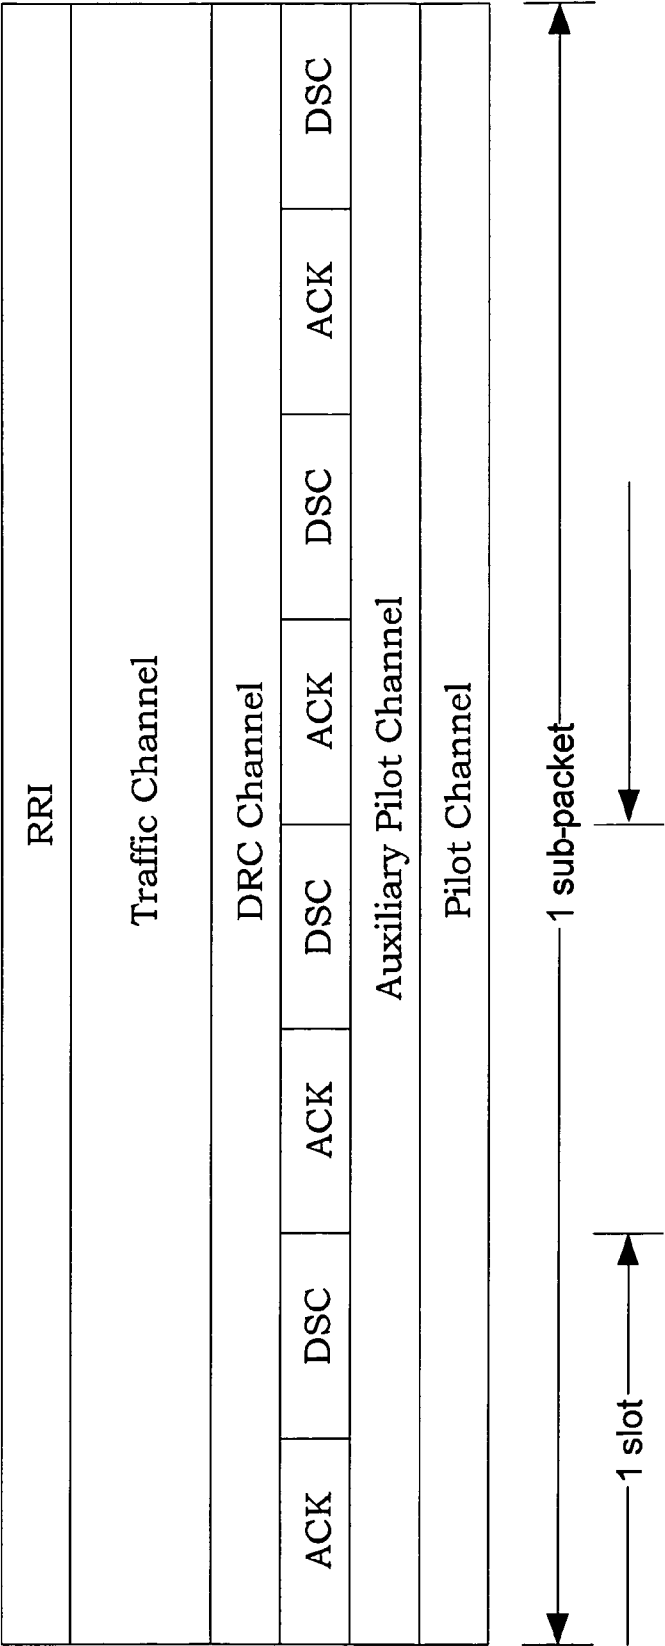 RRI
Traffic Channel
DRC Channel
ACK
DSC
ACK
DSC
ACK
DSC
ACK
DSC
Auxiliary Pilot Channel
Pilot Channel
1 sub-packet
1 slot